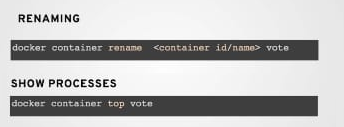 RENAMING
docker container rename <container id/name> vote
SHOW PROCESSES
docker container top vote